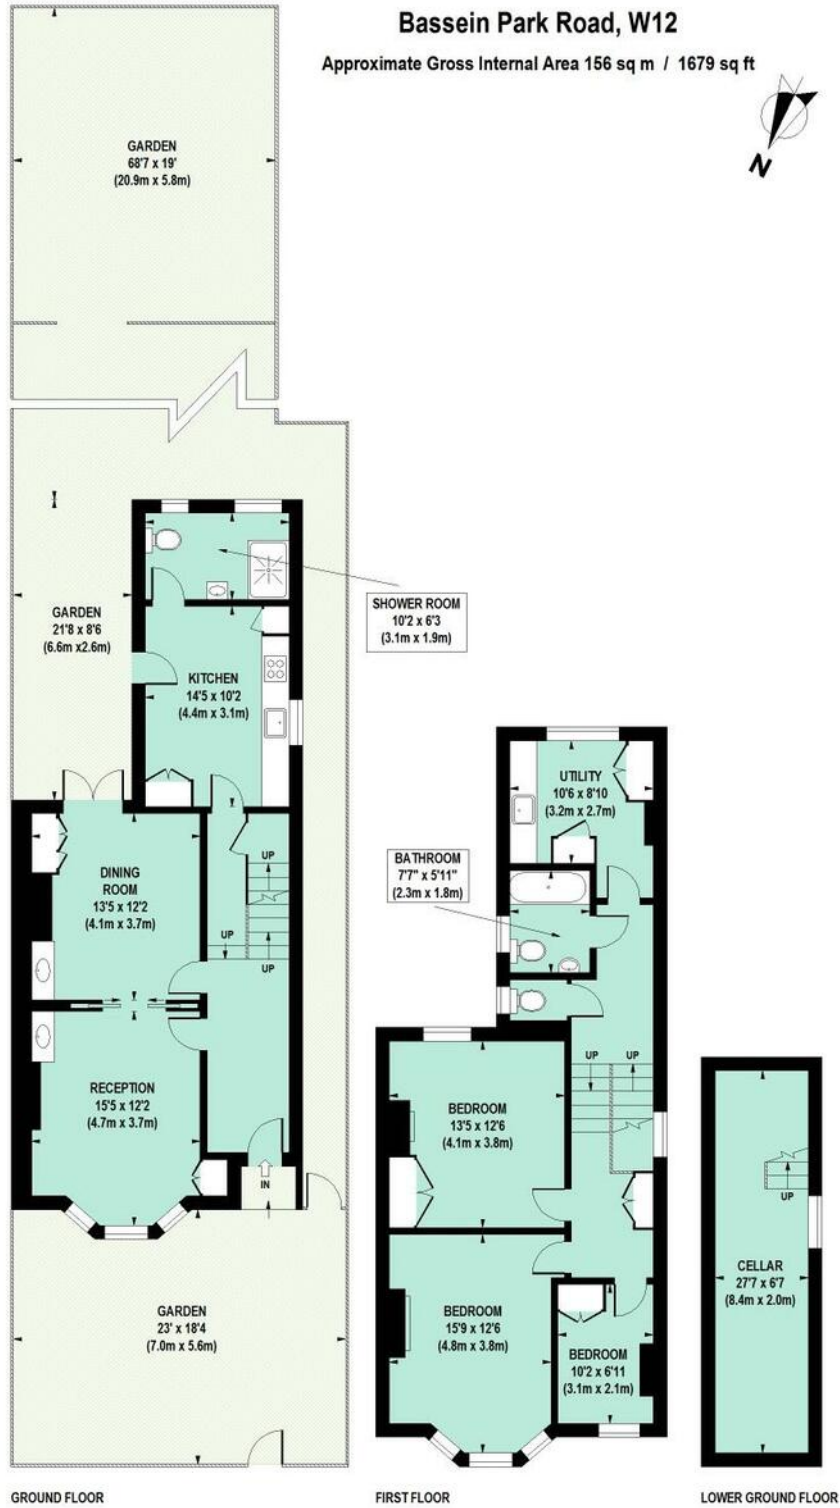 Bassein Park Road, W12
Approximate Gross Internal Area 156 sq m / 1679 sq ft
N
GARDEN
68'7 x 19'
(20.9m x 5.8m)
SHOWER ROOM
10'2 x 6'3
(3.1m x 1.9m)
GARDEN
21'8 x 8'6
(6.6m x2.6m)
KITCHEN
14'5 x 10'2
(4.4m x 3.1m)
DINING
ROOM
13'5 x 12'2
(4.1m x 3.7m)
UP
UP
UP
RECEPTION
15'5 x 12'2
(4.7m x 3.7m)
IN
GARDEN
23' x 18'4
(7.0m x 5.6m)
GROUND FLOOR
UTILITY
10'6 x 8'10
(3.2m x 2.7m)
BATHROOM
7'7" x 5'11"
(2.3m x 1.8m)
UP
UP
BEDROOM
13'5 x 12'6
(4.1m x 3.8m)
BEDROOM
15'9 x 12'6
(4.8m x 3.8m)
BEDROOM
10'2 x 6'11
(3.1m x 2.1m)
FIRST FLOOR
UP
CELLAR
27'7 x 6'7
(8.4m x 2.0m)
LOWER GROUND FLOOR